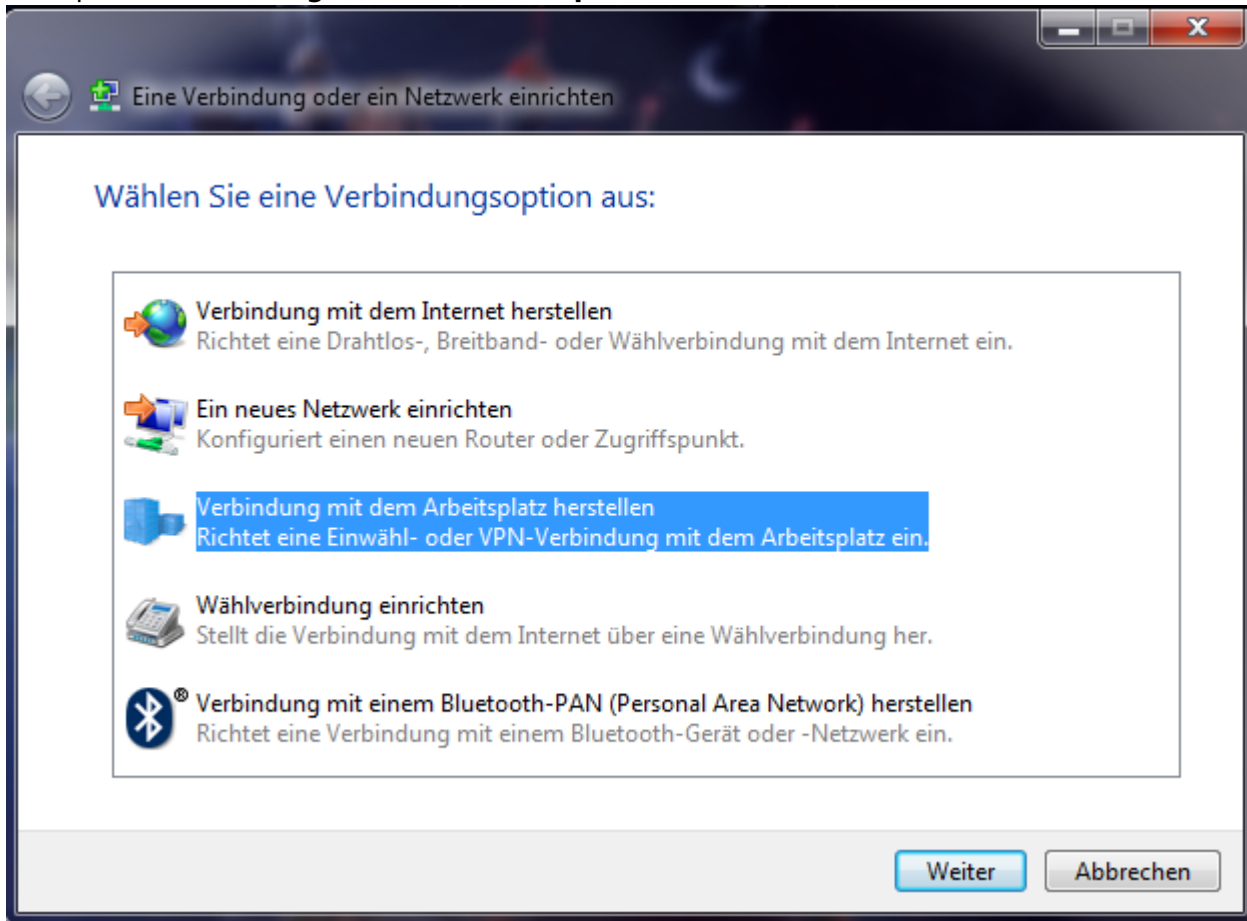 Eine Verbindung oder ein Netzwerk einrichten
Wählen Sie eine Verbindungsoption aus:
Verbindung mit dem Internet herstellen
Richtet eine Drahtlos-, Breitband- oder Wählverbindung mit dem Internet ein.
Ein neues Netzwerk einrichten
Konfiguriert einen neuen Router oder Zugriffspunkt.
Verbindung mit dem Arbeitsplatz herstellen
Richtet eine Einwähl- oder VPN-Verbindung mit dem Arbeitsplatz ein.
Wählverbindung einrichten
Stellt die Verbindung mit dem Internet über eine Wählverbindung her.
Verbindung mit einem Bluetooth-PAN (Personal Area Network) herstellen
Richtet eine Verbindung mit einem Bluetooth-Gerät oder -Netzwerk ein.
Weiter Abbrechen